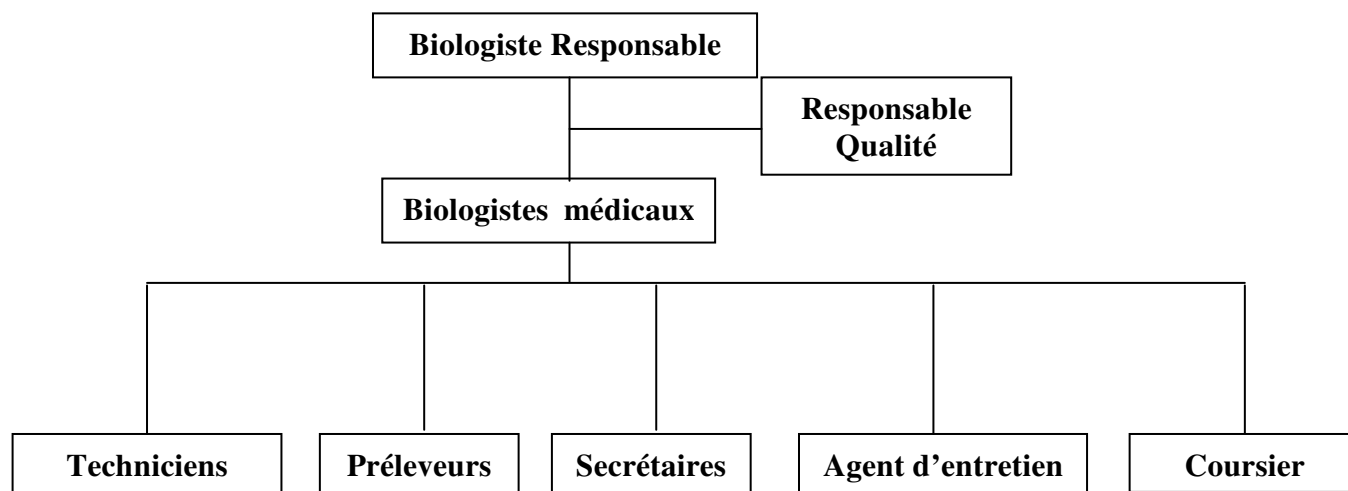 Biologiste Responsable
Responsable
Qualité
Biologistes médicaux
Techniciens
Préleveurs
Secrétaires
Agent d’entretien
Coursier